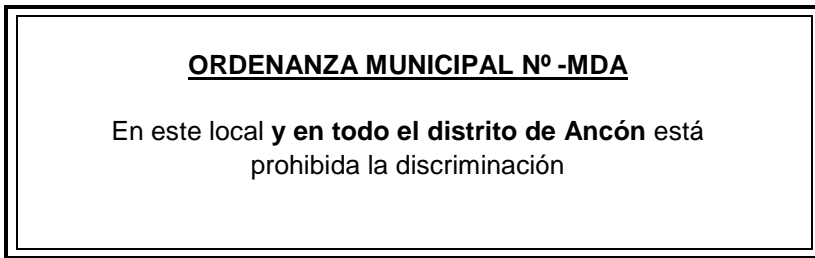 ORDENANZA MUNICIPAL Nº -MDA
En este local y en todo el distrito de Ancón está
prohibida la discriminación